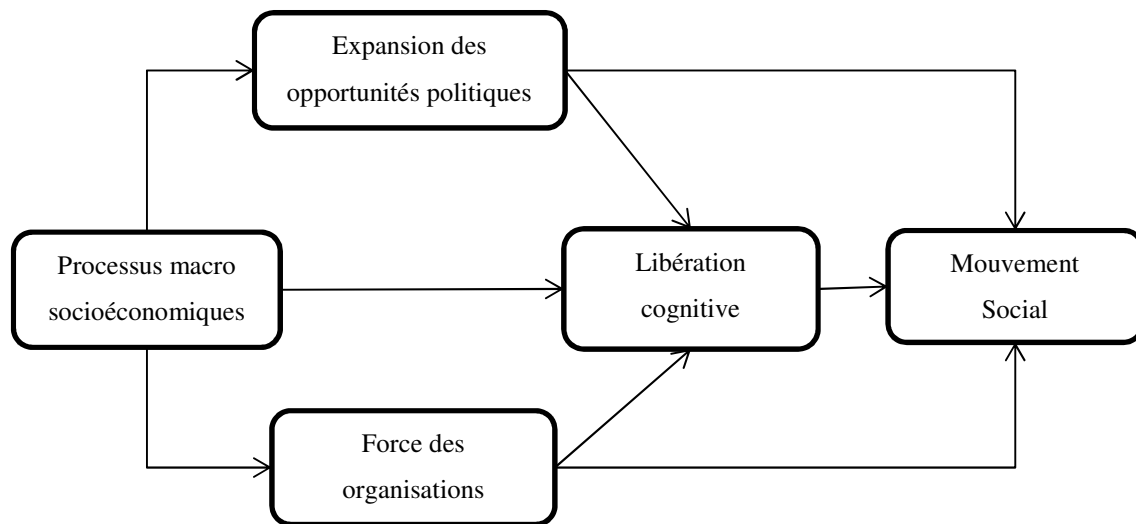 Expansion des
opportunités politiques
Processus macro
socioéconomiques
Libération
cognitive
Mouvement
Social
Force des
organisations